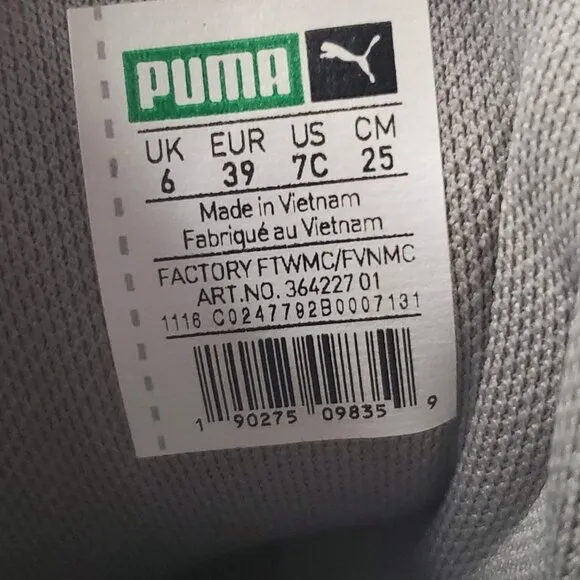 PUMA
UK EUR US CM
6 39 7C 25
Made in Vietnam
Fabriqué au Vietnam
FACTORY FTWMC/FVNMC
ART.NO. 364227 01
1116 C0247792B0007131
1 90275 09835 9